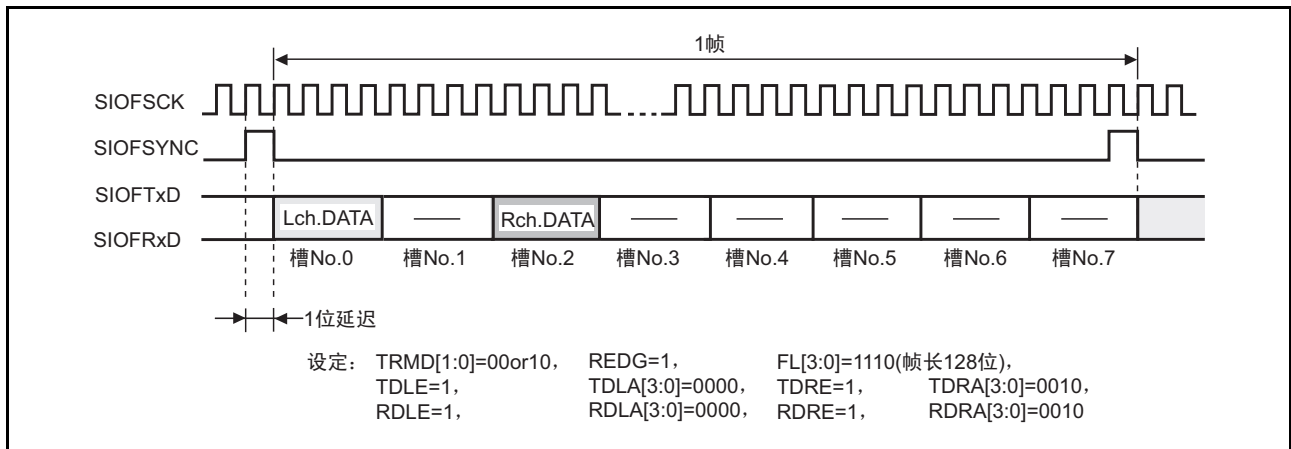 1帧
SIOFSCK
SIOFSYNC
SIOFTxD
SIOFRxD
Lch.DATA — Rch.DATA — — — — —
槽No.0 槽No.1 槽No.2 槽No.3 槽No.4 槽No.5 槽No.6 槽No.7
1位延迟
设定： TRMD[1:0]=00or10， REDG=1， FL[3:0]=1110(帧长128位)，
TDLE=1， TDLA[3:0]=0000， TDRE=1， TDRA[3:0]=0010，
RDLE=1， RDLA[3:0]=0000， RDRE=1， RDRA[3:0]=0010